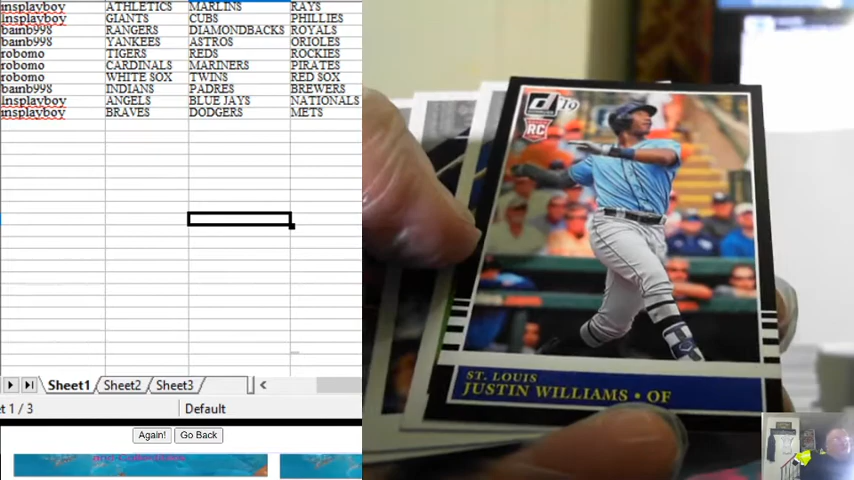 insplayboy ATHLETICS MARLINS RAYS
insplayboy GIANTS CUBS PHILLIES
bainb998 RANGERS DIAMONDBACKS ROYALS
bainb998 YANKEES ASTROS ORIOLES
robomo TIGERS REDS ROCKIES
robomo CARDINALS MARINERS PIRATES
robomo WHITE SOX TWINS RED SOX
bainb998 INDIANS PADRES BREWERS
insplayboy ANGELS BLUE JAYS NATIONALS
insplayboy BRAVES DODGERS METS
Sheet1 Sheet2 Sheet3
et 1 / 3 Default
Again! Go Back
RC
ST. LOUIS
JUSTIN WILLIAMS • OF